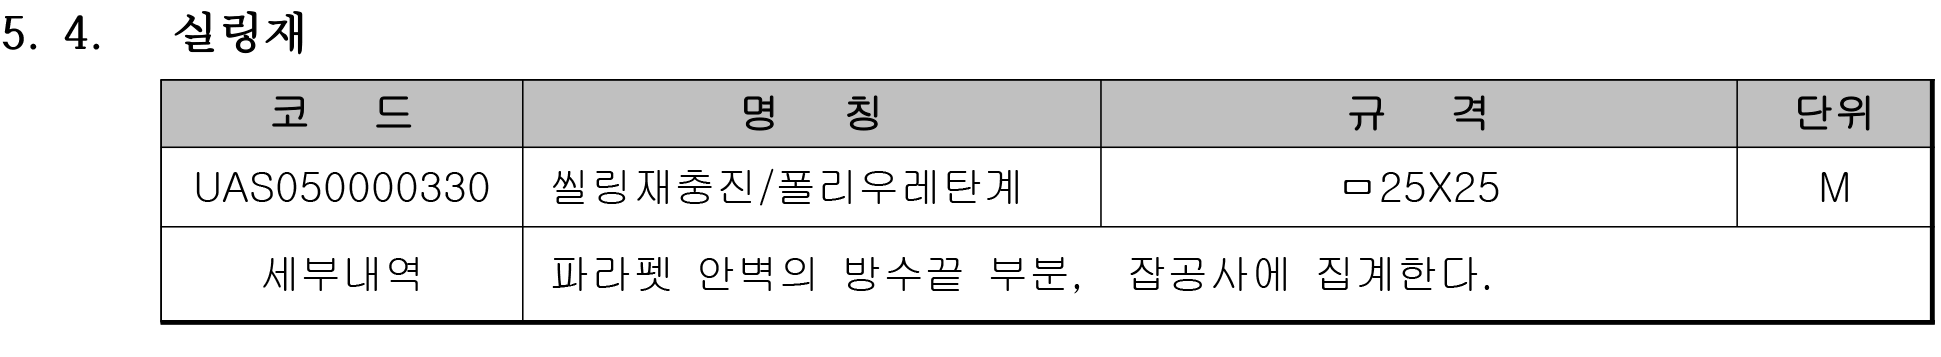 5. 4. 실링재
코 드 명 칭 규 격 단위
UAS050000330 씰링재충진/폴리우레탄계 ㅁ25X25 M
세부내역 파라펫 안벽의 방수끝 부분, 잡공사에 집계한다.